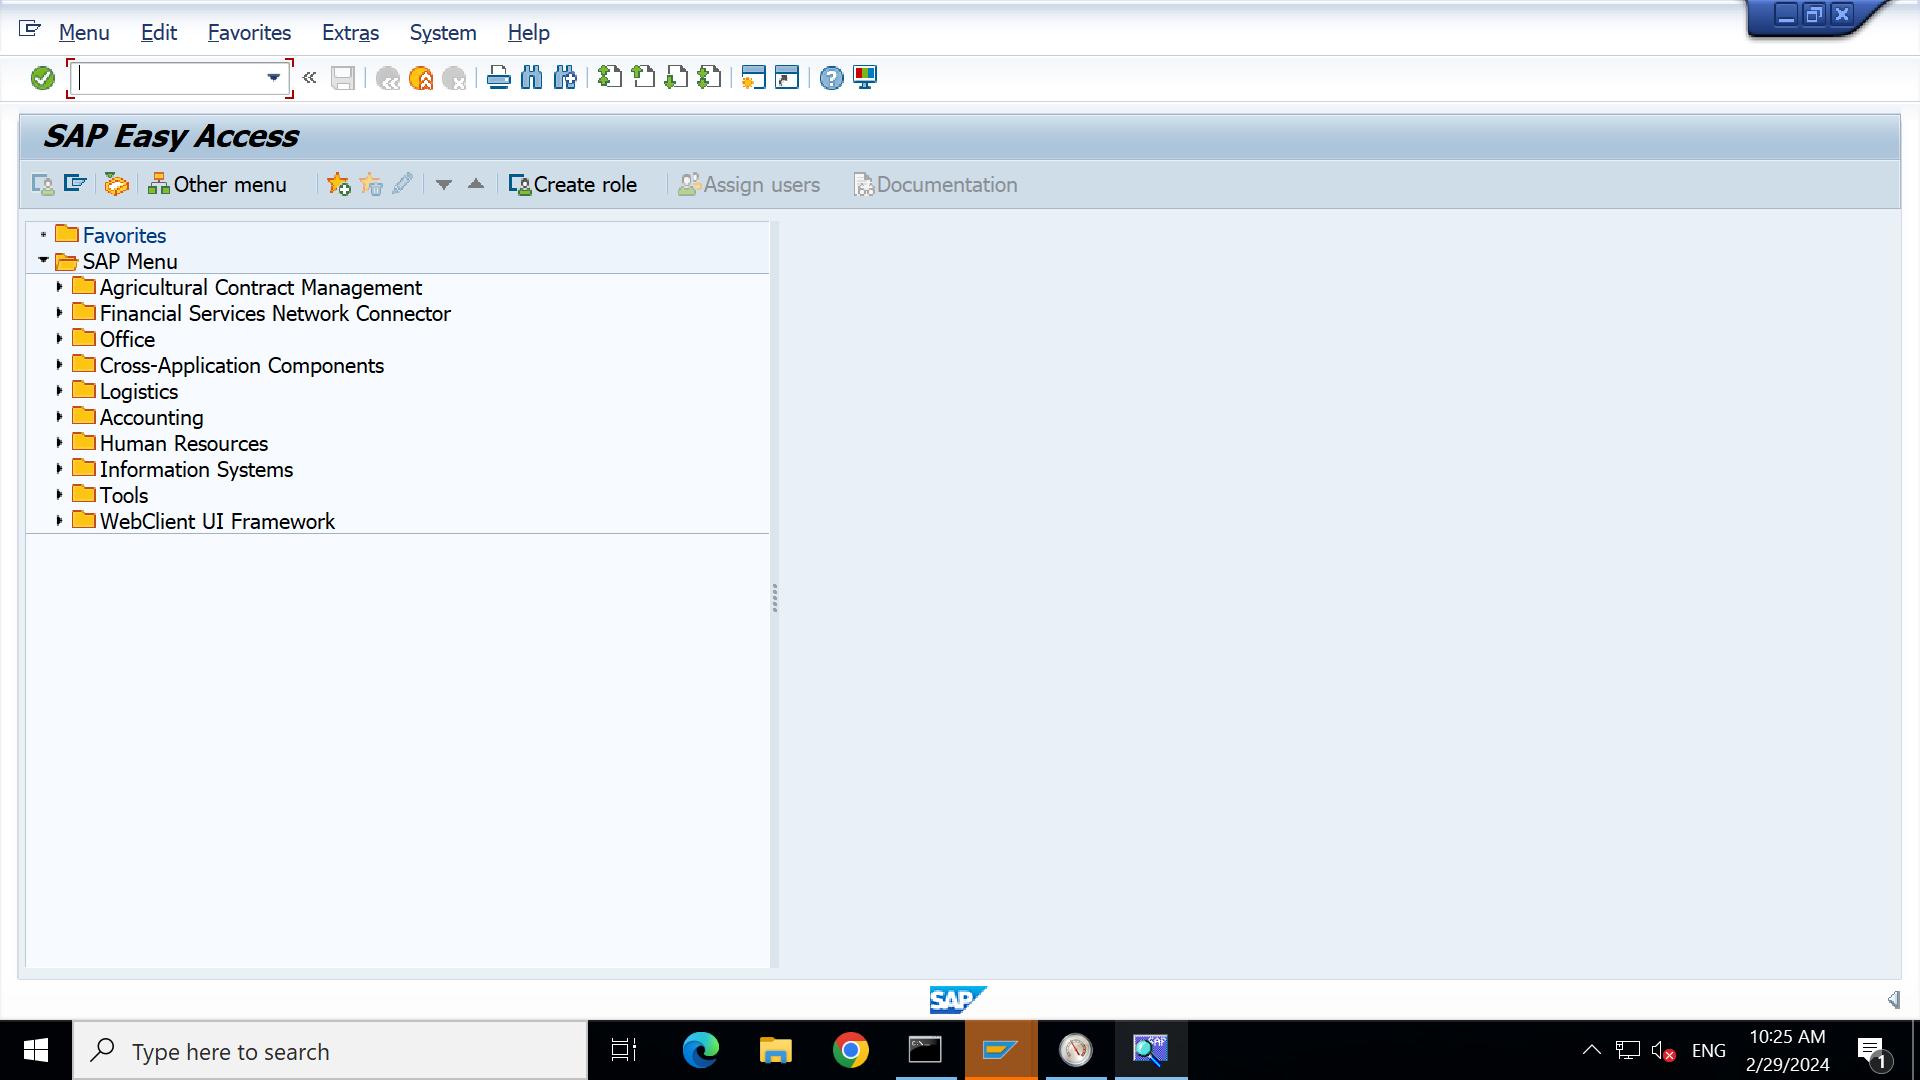 Menu Edit Favorites Extras System Help
SAP Easy Access
Other menu Create role Assign users Documentation
Favorites
SAP Menu
Agricultural Contract Management
Financial Services Network Connector
Office
Cross-Application Components
Logistics
Accounting
Human Resources
Information Systems
Tools
WebClient UI Framework
SAP
Type here to search
ENG
10:25 AM
2/29/2024
1